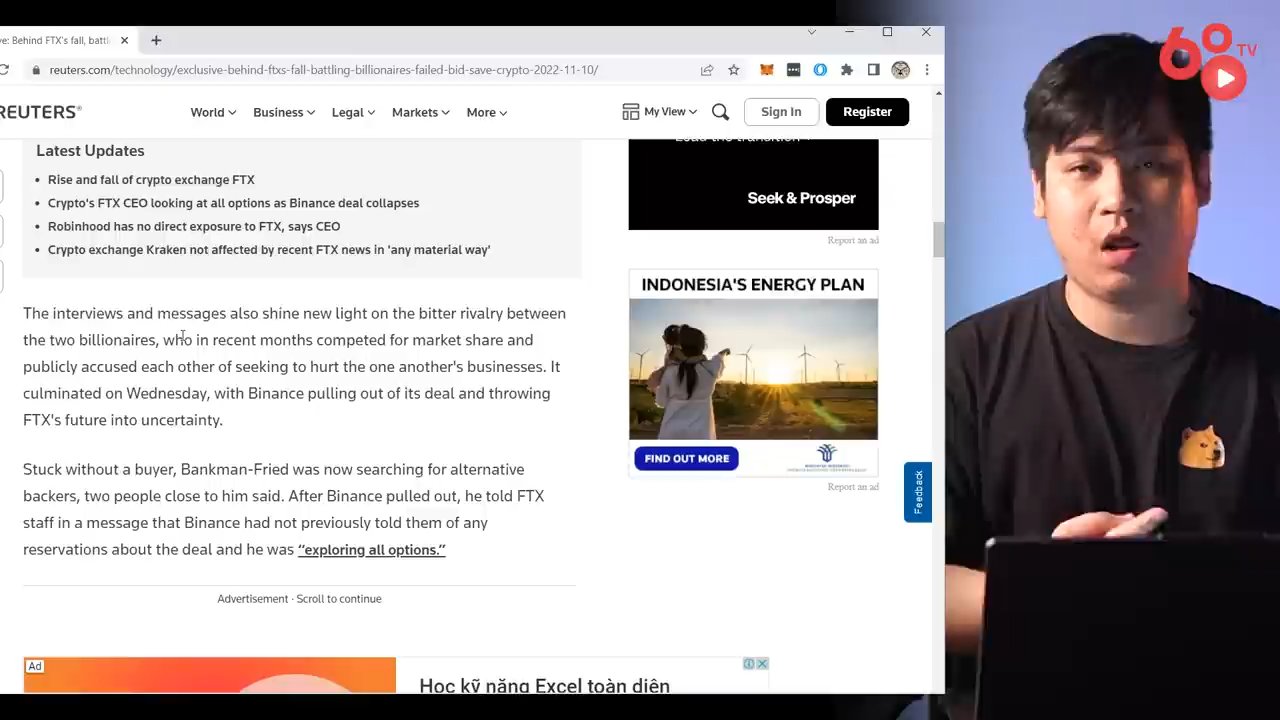 ve: Behind FTX's fall, battli
reuters.com/technology/exclusive-behind-ftxs-fall-battling-billionaires-failed-bid-save-crypto-2022-11-10/
REUTERS
World
Business
Legal
Markets
More
My View
Sign In
Register
Latest Updates
Rise and fall of crypto exchange FTX
Crypto's FTX CEO looking at all options as Binance deal collapses
Robinhood has no direct exposure to FTX, says CEO
Crypto exchange Kraken not affected by recent FTX news in 'any material way'
The interviews and messages also shine new light on the bitter rivalry between
the two billionaires, who in recent months competed for market share and
publicly accused each other of seeking to hurt the one another's businesses. It
culminated on Wednesday, with Binance pulling out of its deal and throwing
FTX's future into uncertainty.
Stuck without a buyer, Bankman-Fried was now searching for alternative
backers, two people close to him said. After Binance pulled out, he told FTX
staff in a message that Binance had not previously told them of any
reservations about the deal and he was “exploring all options.”
Advertisement · Scroll to continue
Ad
Học kỹ năng Excel toàn diện
Lead the transition
Seek & Prosper
Report an ad
INDONESIA'S ENERGY PLAN
FIND OUT MORE
Report an ad
Feedback
68
TV